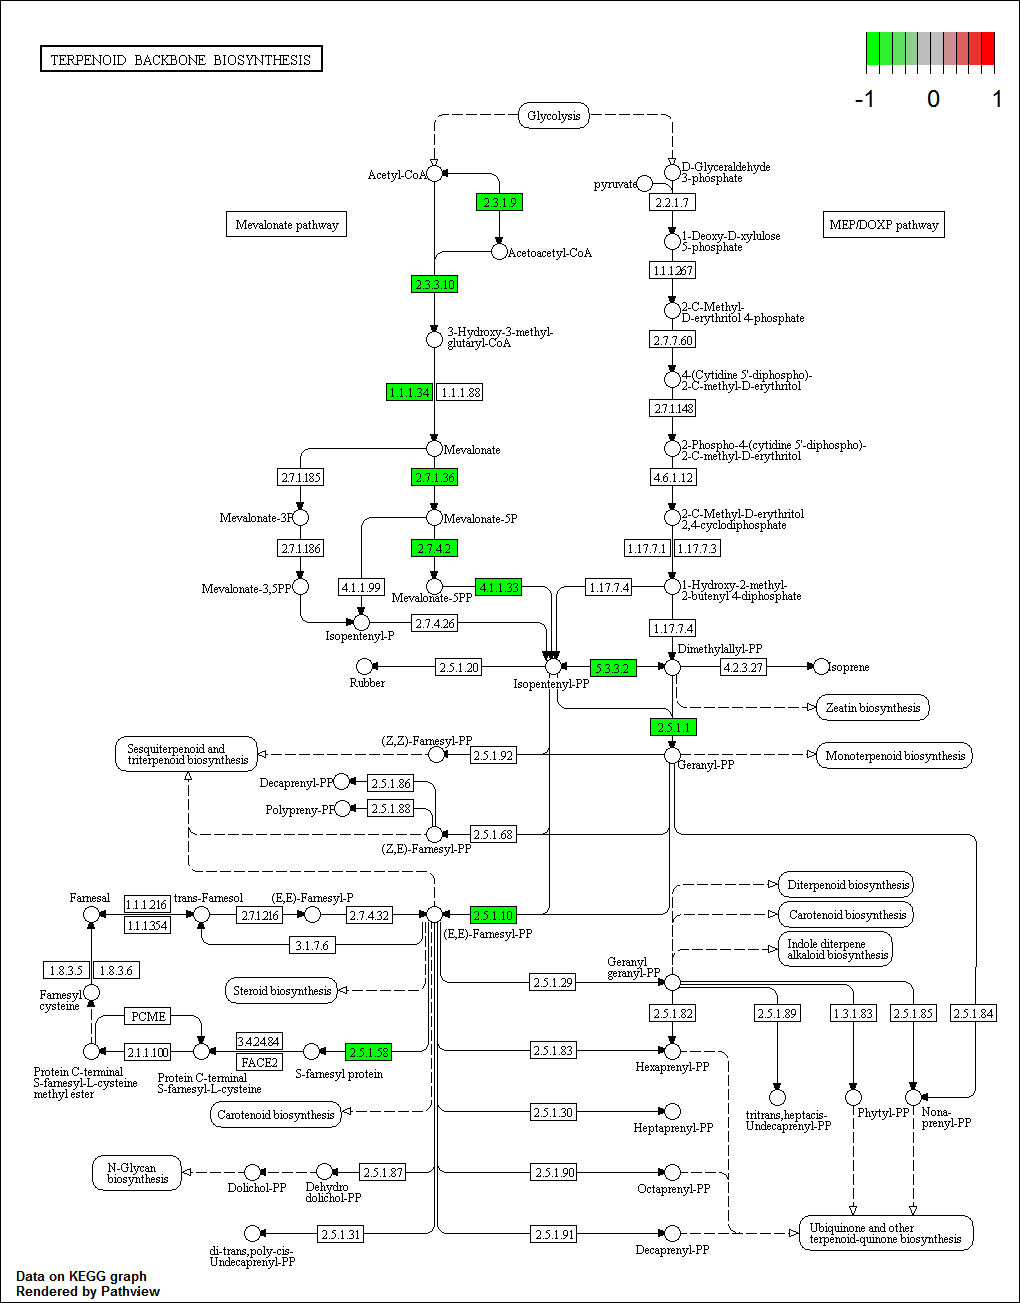 TERPENOID BACKBONE BIOSYNTHESIS
-1
0
1
Glycolysis
Acetyl-CoA
D-Glyceraldehyde
3-phosphate
pyruvate
2.3.1.9
2.2.1.7
Mevalonate pathway
MEP/DOXP pathway
1-Deoxy-D-xylulose
5-phosphate
Acetoacetyl-CoA
1.1.1.267
2.3.3.10
2-C-Methyl-
D-erythritol 4-phosphate
3-Hydroxy-3-methyl-
glutaryl-CoA
2.7.7.60
4-(Cytidine 5'-diphospho)-
2-C-methyl-D-erythritol
1.1.1.34
1.1.1.88
2.7.1.148
Mevalonate
2-Phospho-4-(cytidine 5'-diphospho)-
2-C-methyl-D-erythritol
2.7.1.185
2.7.1.36
4.6.1.12
Mevalonate-3P
Mevalonate-5P
2-C-Methyl-D-erythritol
2,4-cyclodiphosphate
2.7.1.186
2.7.4.2
1.17.7.1
1.17.7.3
Mevalonate-3,5PP
4.1.1.99
Mevalonate-5PP
4.1.1.33
1.17.7.4
1-Hydroxy-2-methyl-
2-butenyl 4-diphosphate
Isopentenyl-P
2.7.4.26
1.17.7.4
Dimethylallyl-PP
Rubber
2.5.1.20
Isopentenyl-PP
5.3.3.2
4.2.3.27
Isoprene
Zeatin biosynthesis
2.5.1.1
Sesquiterpenoid and
triterpenoid biosynthesis
(Z,Z)-Farnesyl-PP
2.5.1.92
Geranyl-PP
Monoterpenoid biosynthesis
Decaprenyl-PP
2.5.1.86
Polypreny-PP
2.5.1.88
2.5.1.68
(Z,E)-Farnesyl-PP
Diterpenoid biosynthesis
Farnesal
1.1.1.216
1.1.1.354
trans-Farnesol
2.7.1.216
(E,E)-Farnesyl-P
2.7.4.32
2.5.1.10
(E,E)-Farnesyl-PP
Carotenoid biosynthesis
3.1.7.6
Indole diterpene
alkaloid biosynthesis
1.8.3.5
1.8.3.6
Geranyl
geranyl-PP
Farnesyl
cysteine
Steroid biosynthesis
2.5.1.29
PCME
2.5.1.82
2.5.1.89
1.3.1.83
2.5.1.85
2.5.1.84
2.1.1.100
3.4.24.84
FACE2
2.5.1.58
2.5.1.83
Protein C-terminal
S-farnesyl-L-cysteine
methyl ester
Protein C-terminal
S-farnesyl-L-cysteine
S-farnesyl protein
Hexaprenyl-PP
Carotenoid biosynthesis
2.5.1.30
Heptaprenyl-PP
tritrans,heptacis-
Undecaprenyl-PP
Phytyl-PP
Nona-
prenyl-PP
N-Glycan
biosynthesis
Dolichol-PP
Dehydro
dolichol-PP
2.5.1.87
2.5.1.90
Octaprenyl-PP
2.5.1.31
di-trans,poly-cis-
Undecaprenyl-PP
2.5.1.91
Decaprenyl-PP
Ubiquinone and other
terpenoid-quinone biosynthesis
Data on KEGG graph
Rendered by Pathview